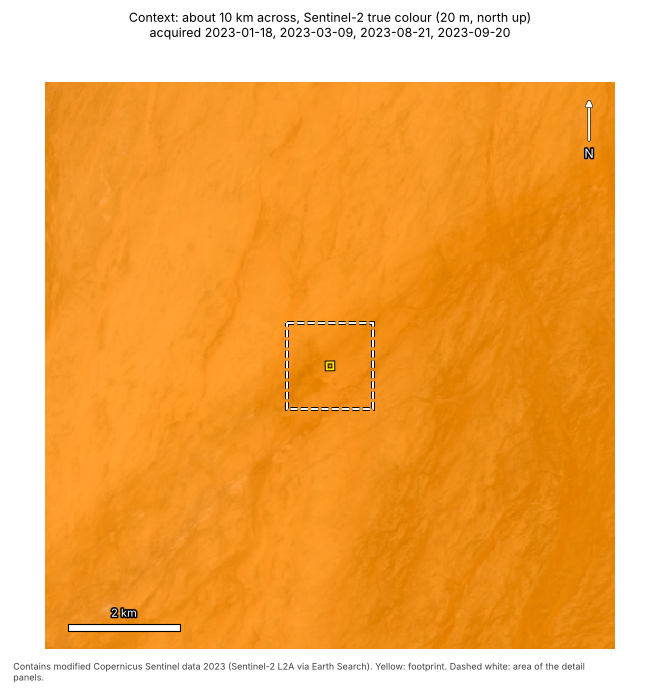 Context: about 10 km across, Sentinel-2 true colour (20 m, north up)
acquired 2023-01-18, 2023-03-09, 2023-08-21, 2023-09-20
N
2 km
Contains modified Copernicus Sentinel data 2023 (Sentinel-2 L2A via Earth Search). Yellow: footprint. Dashed white: area of the detail
panels.